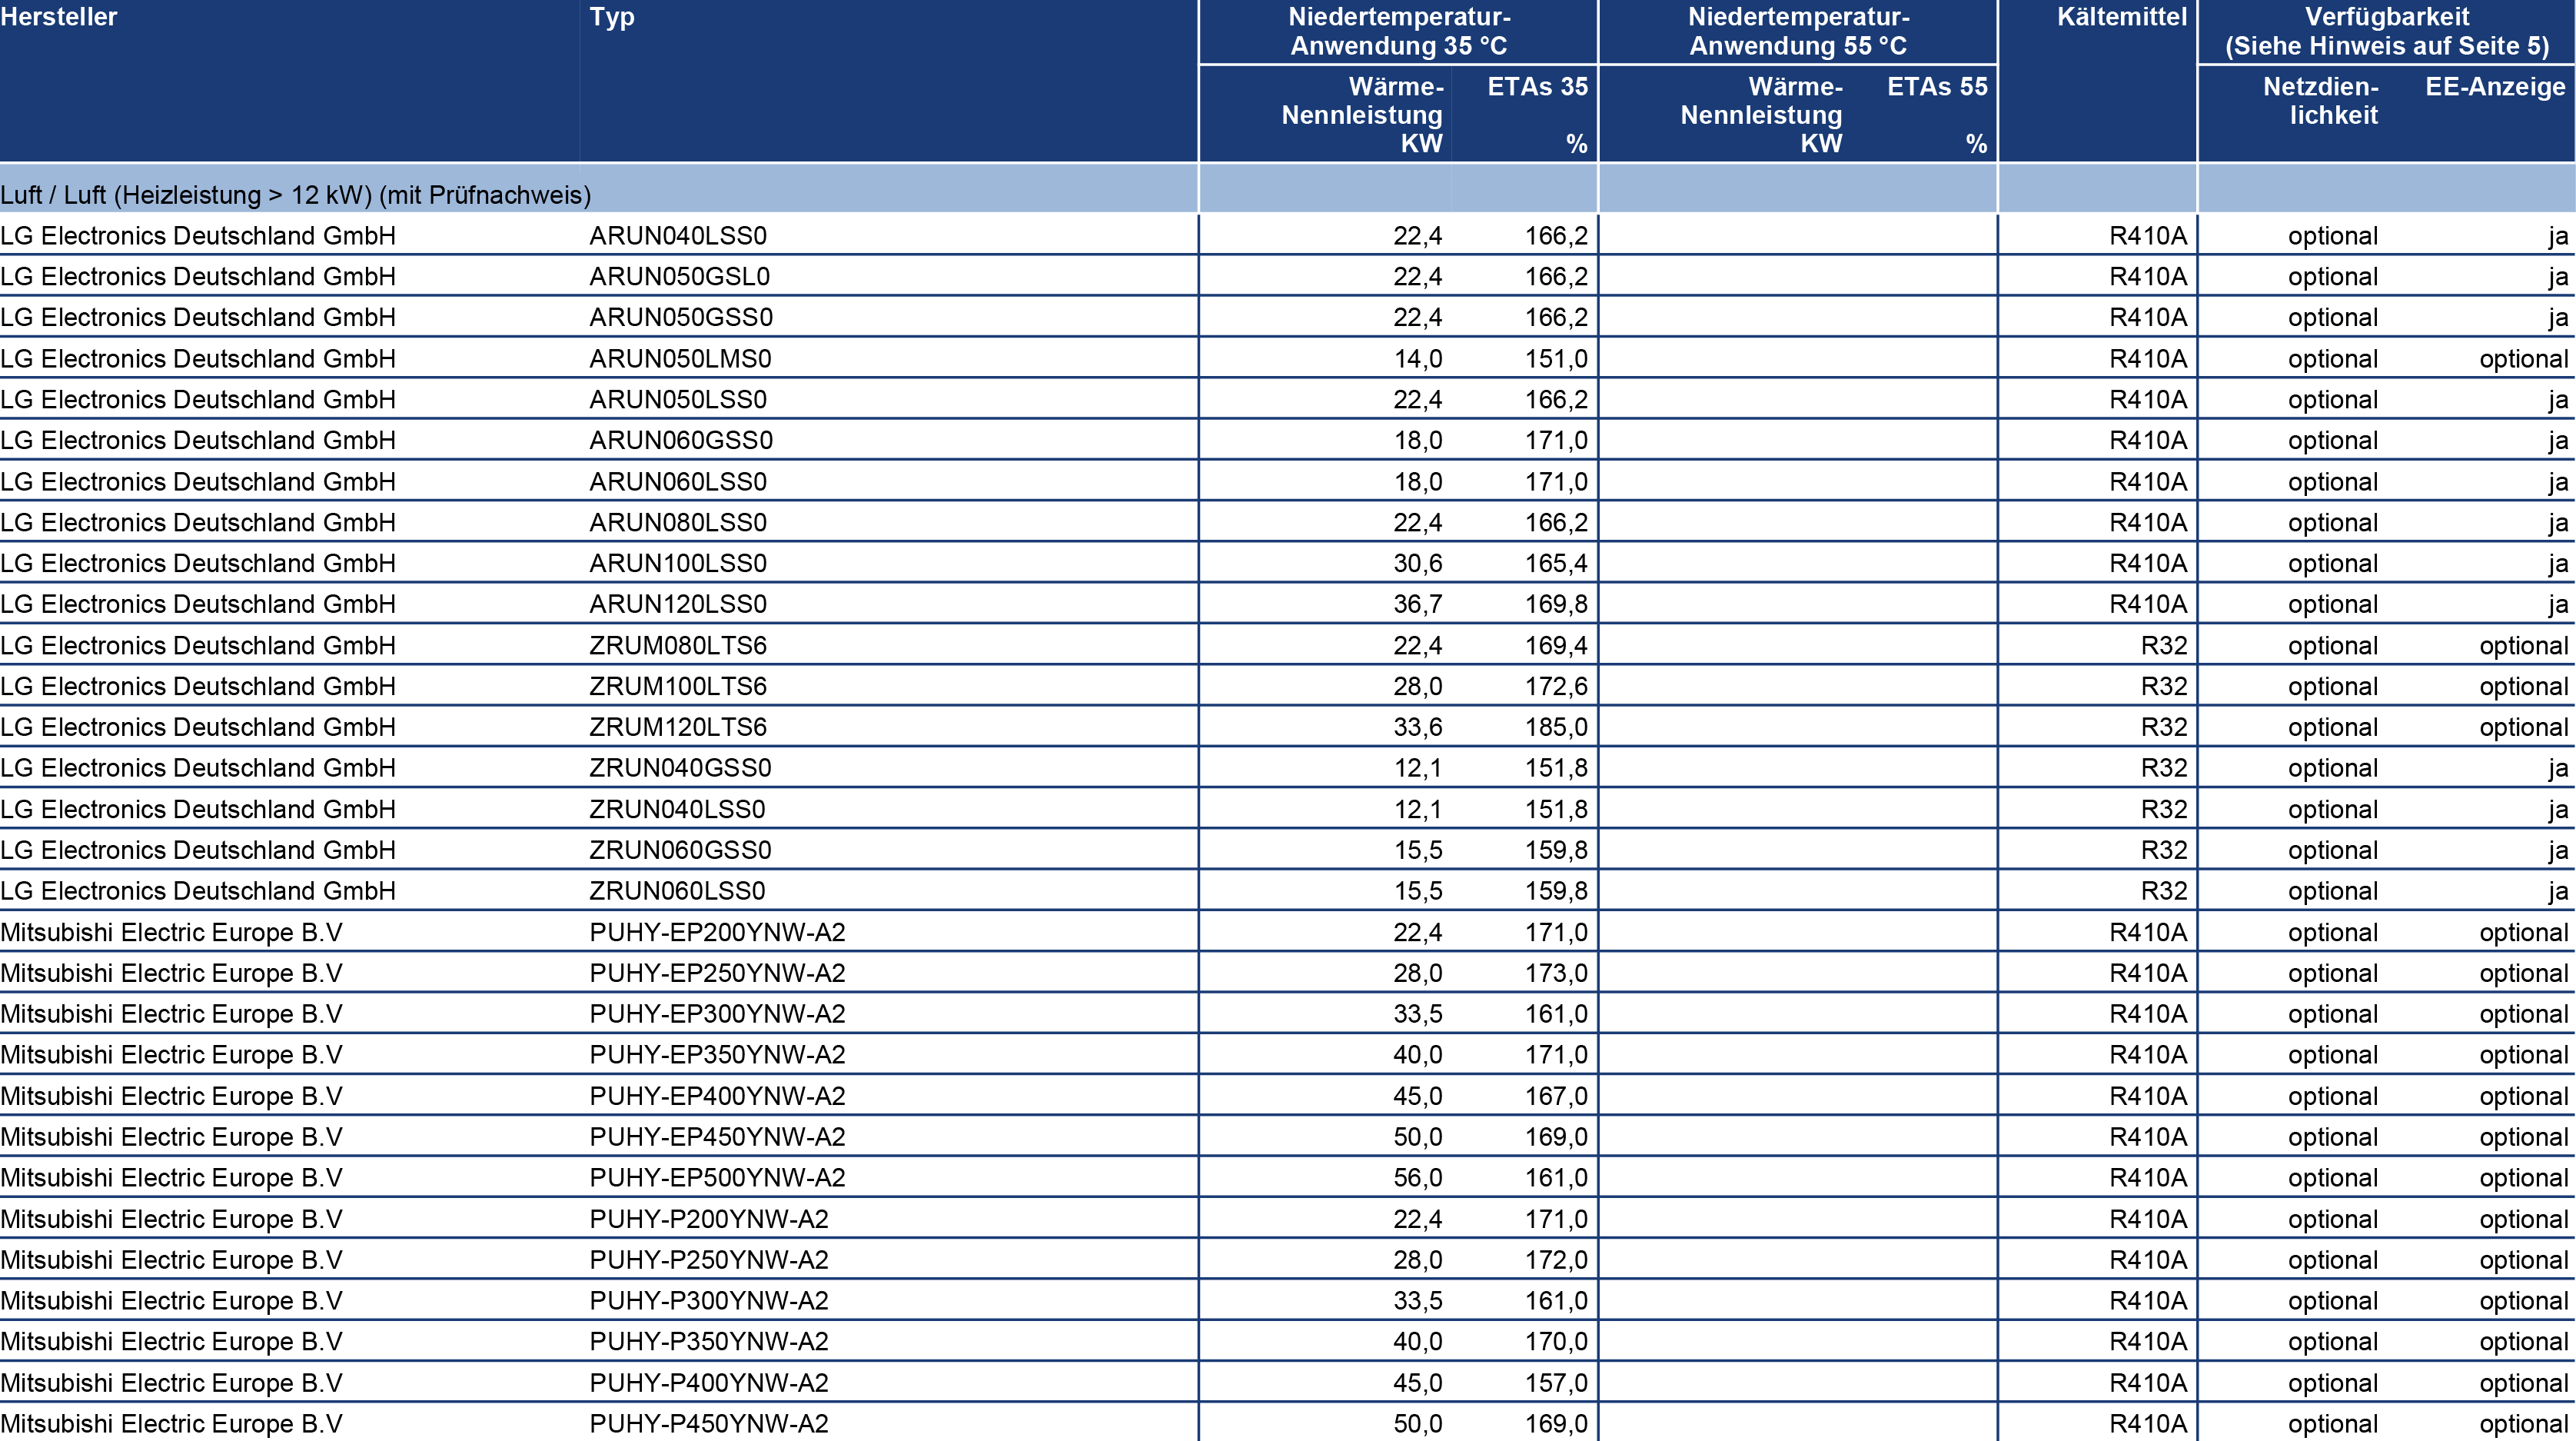 Hersteller Typ Niedertemperatur- Niedertemperatur- Kältemittel Verfügbarkeit
Anwendung 35 °C Anwendung 55 °C (Siehe Hinweis auf Seite 5)
Wärme- ETAs 35 Wärme- ETAs 55 Netzdien- EE-Anzeige
Nennleistung Nennleistung lichkeit
KW % KW %
Luft / Luft (Heizleistung > 12 kW) (mit Prüfnachweis)
LG Electronics Deutschland GmbH ARUN040LSS0 22,4 166,2 R410A optional ja
LG Electronics Deutschland GmbH ARUN050GSL0 22,4 166,2 R410A optional ja
LG Electronics Deutschland GmbH ARUN050GSS0 22,4 166,2 R410A optional ja
LG Electronics Deutschland GmbH ARUN050LMS0 14,0 151,0 R410A optional optional
LG Electronics Deutschland GmbH ARUN050LSS0 22,4 166,2 R410A optional ja
LG Electronics Deutschland GmbH ARUN060GSS0 18,0 171,0 R410A optional ja
LG Electronics Deutschland GmbH ARUN060LSS0 18,0 171,0 R410A optional ja
LG Electronics Deutschland GmbH ARUN080LSS0 22,4 166,2 R410A optional ja
LG Electronics Deutschland GmbH ARUN100LSS0 30,6 165,4 R410A optional ja
LG Electronics Deutschland GmbH ARUN120LSS0 36,7 169,8 R410A optional ja
LG Electronics Deutschland GmbH ZRUM080LTS6 22,4 169,4 R32 optional optional
LG Electronics Deutschland GmbH ZRUM100LTS6 28,0 172,6 R32 optional optional
LG Electronics Deutschland GmbH ZRUM120LTS6 33,6 185,0 R32 optional optional
LG Electronics Deutschland GmbH ZRUN040GSS0 12,1 151,8 R32 optional ja
LG Electronics Deutschland GmbH ZRUN040LSS0 12,1 151,8 R32 optional ja
LG Electronics Deutschland GmbH ZRUN060GSS0 15,5 159,8 R32 optional ja
LG Electronics Deutschland GmbH ZRUN060LSS0 15,5 159,8 R32 optional ja
Mitsubishi Electric Europe B.V PUHY-EP200YNW-A2 22,4 171,0 R410A optional optional
Mitsubishi Electric Europe B.V PUHY-EP250YNW-A2 28,0 173,0 R410A optional optional
Mitsubishi Electric Europe B.V PUHY-EP300YNW-A2 33,5 161,0 R410A optional optional
Mitsubishi Electric Europe B.V PUHY-EP350YNW-A2 40,0 171,0 R410A optional optional
Mitsubishi Electric Europe B.V PUHY-EP400YNW-A2 45,0 167,0 R410A optional optional
Mitsubishi Electric Europe B.V PUHY-EP450YNW-A2 50,0 169,0 R410A optional optional
Mitsubishi Electric Europe B.V PUHY-EP500YNW-A2 56,0 161,0 R410A optional optional
Mitsubishi Electric Europe B.V PUHY-P200YNW-A2 22,4 171,0 R410A optional optional
Mitsubishi Electric Europe B.V PUHY-P250YNW-A2 28,0 172,0 R410A optional optional
Mitsubishi Electric Europe B.V PUHY-P300YNW-A2 33,5 161,0 R410A optional optional
Mitsubishi Electric Europe B.V PUHY-P350YNW-A2 40,0 170,0 R410A optional optional
Mitsubishi Electric Europe B.V PUHY-P400YNW-A2 45,0 157,0 R410A optional optional
Mitsubishi Electric Europe B.V PUHY-P450YNW-A2 50,0 169,0 R410A optional optional